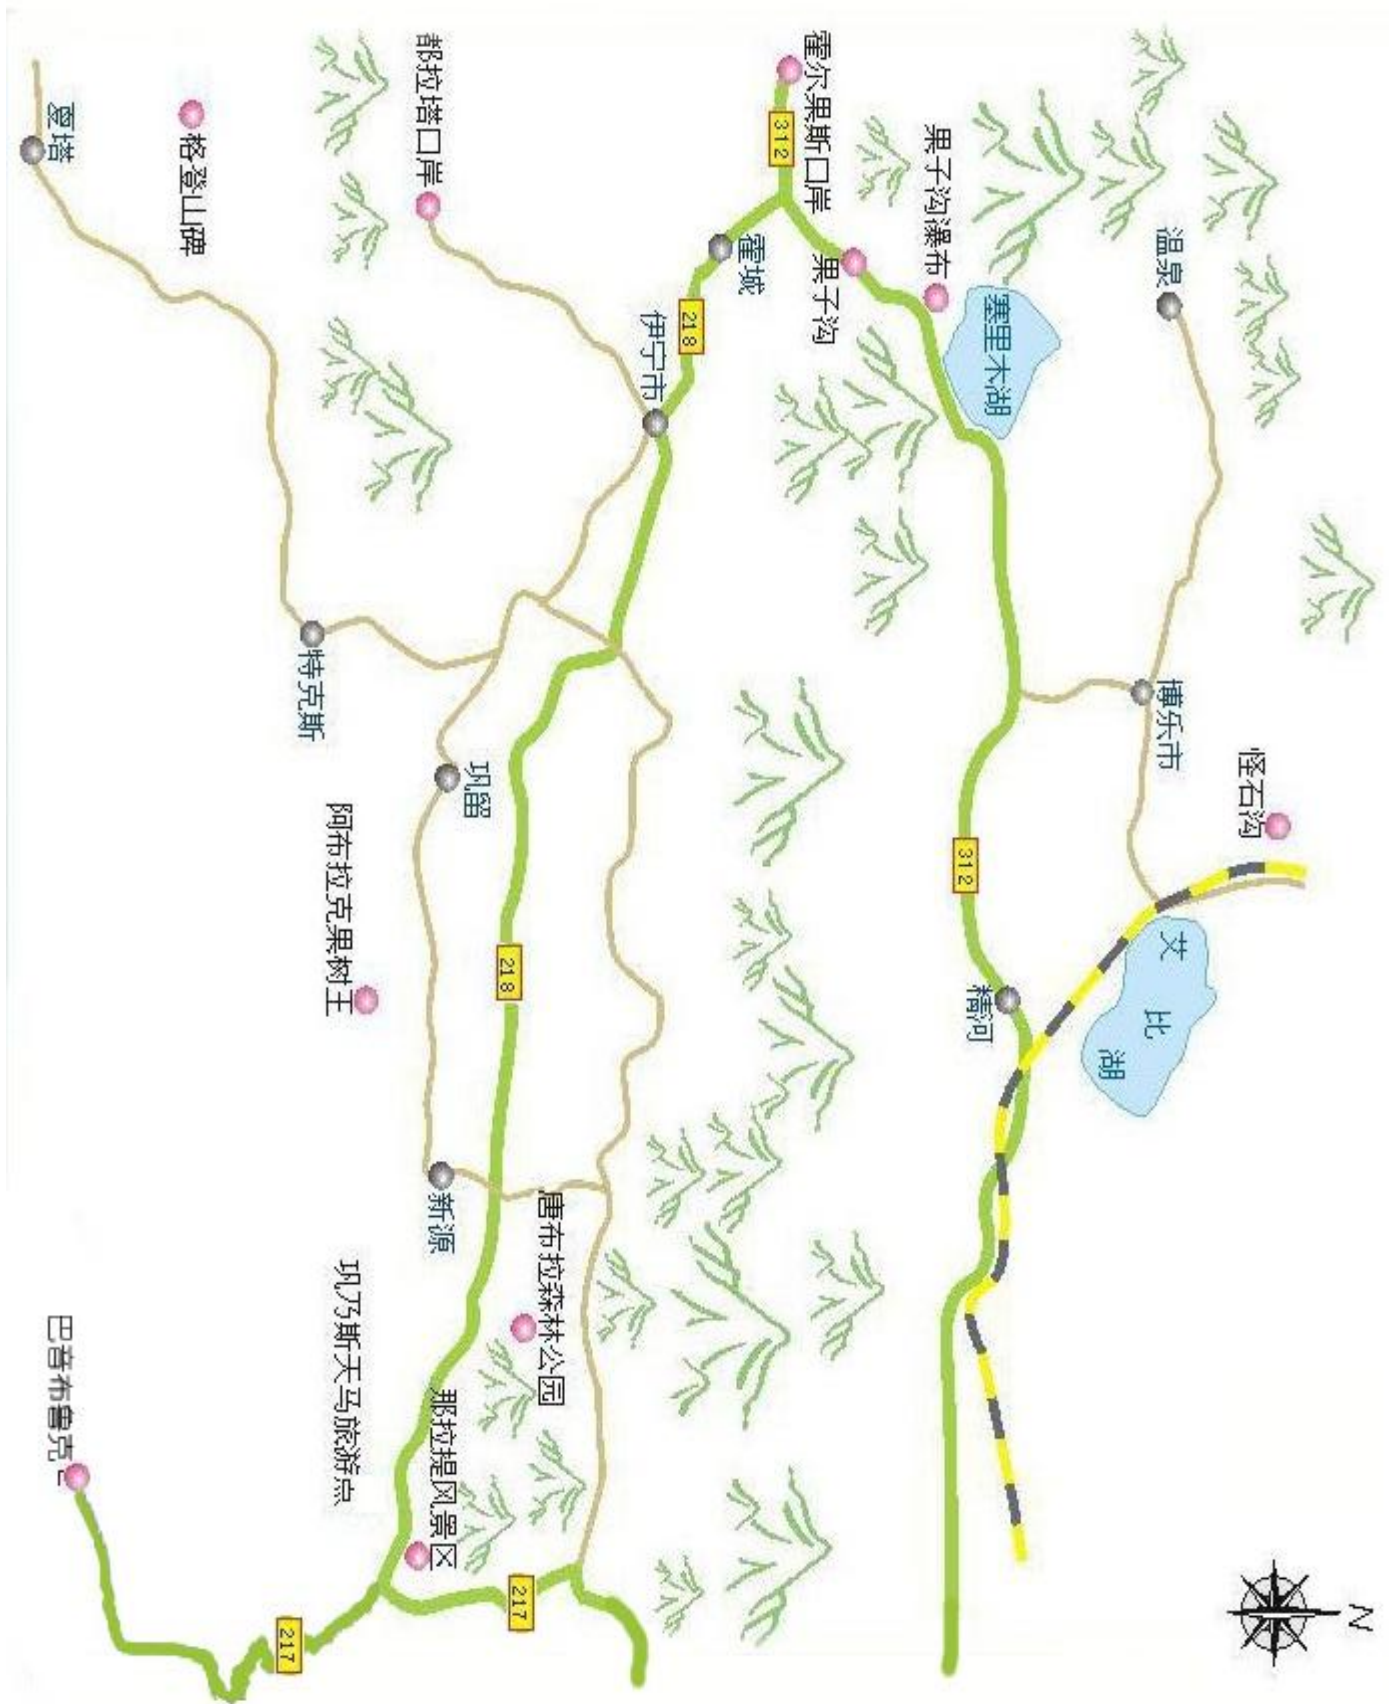 N
怪石沟
温泉
博乐市
艾比湖
塞里木湖
精河
312
果子沟瀑布
果子沟
霍尔果斯口岸
312
霍城
218
伊宁市
唐布拉森林公园
217
218
巩留
那拉提风景区
新源
都拉塔口岸
巩乃斯天马旅游点
阿布拉克果树王
特克斯
217
格登山碑
夏塔
巴音布鲁克